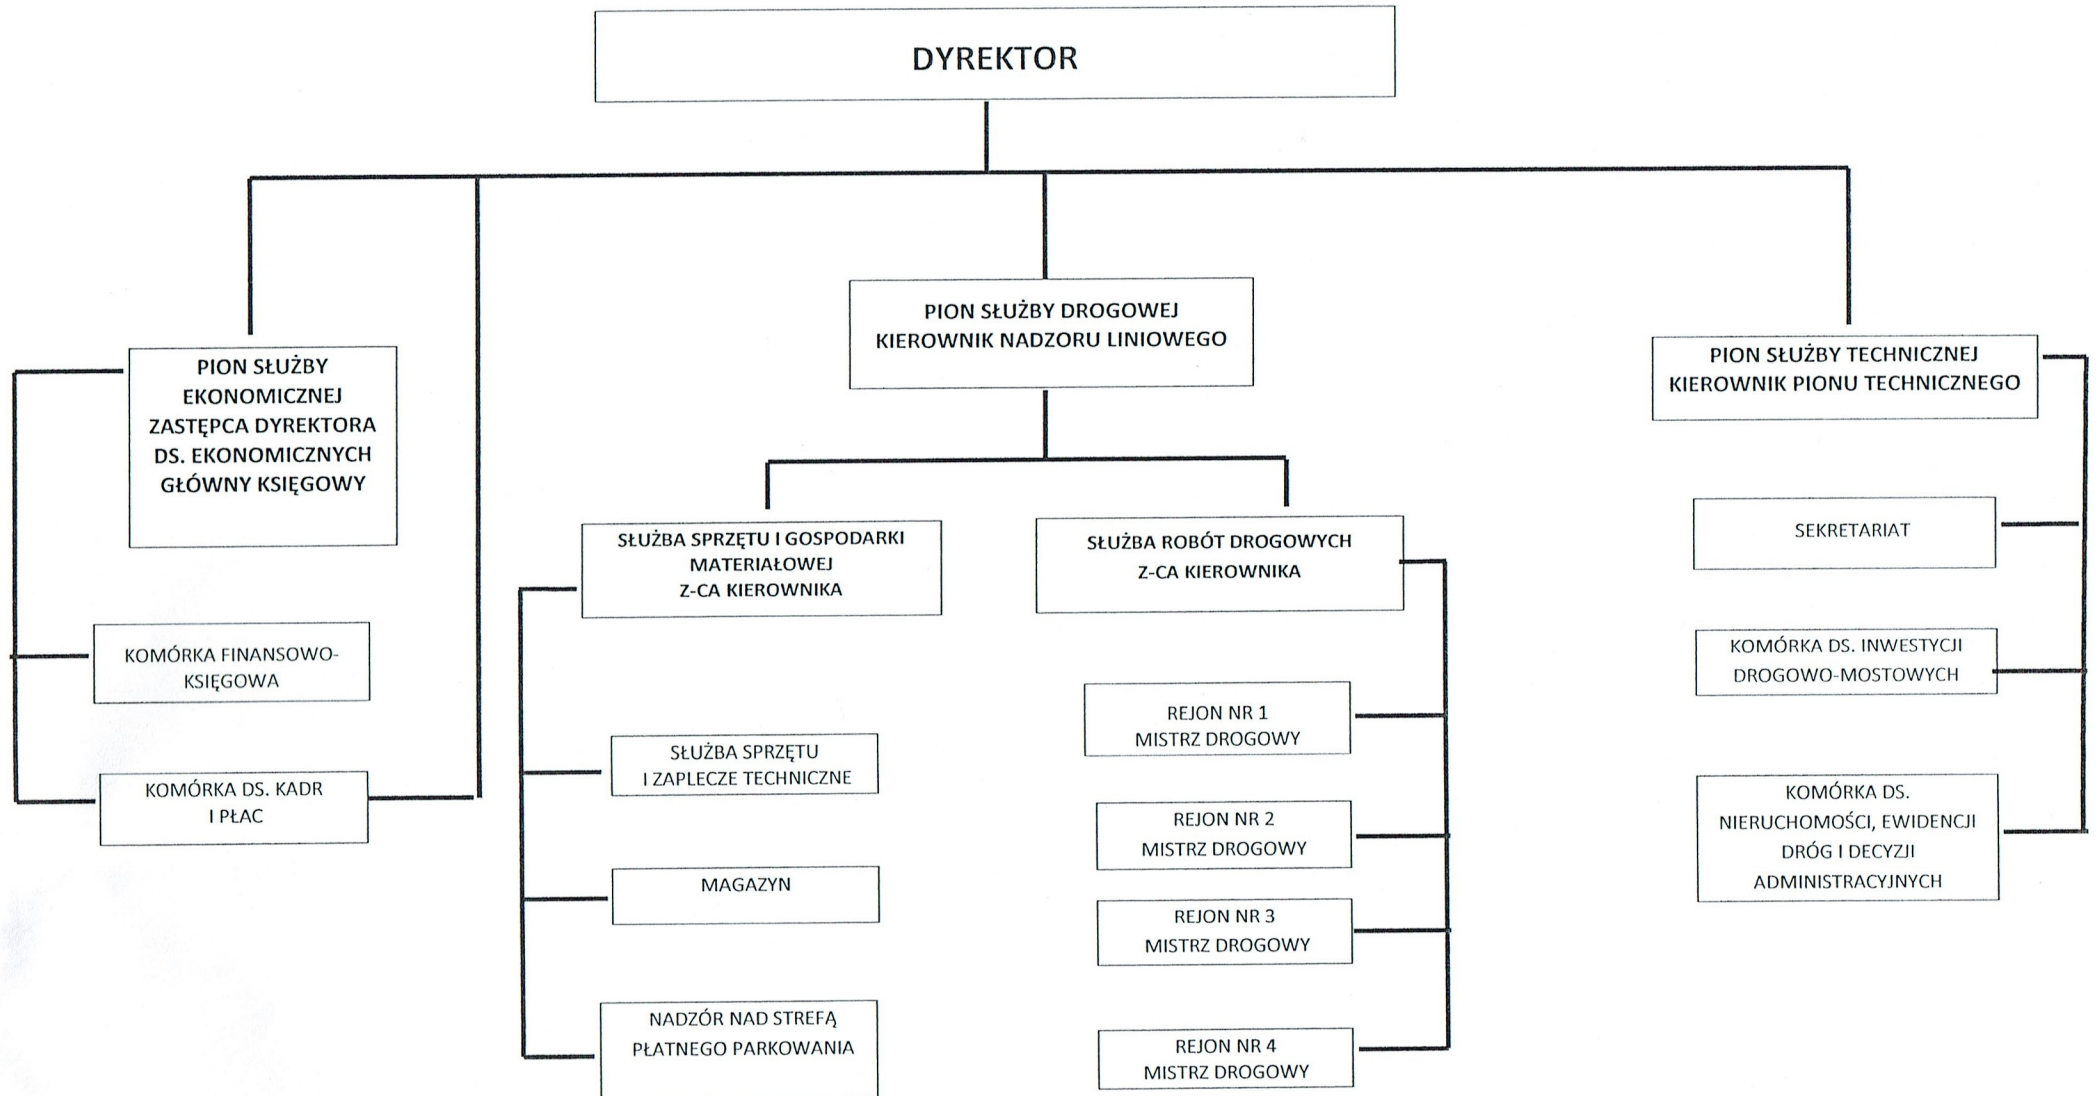 DYREKTOR
PION SŁUŻBY
EKONOMICZNEJ
ZASTĘPCA DYREKTORA
DS. EKONOMICZNYCH
GŁÓWNY KSIĘGOWY
KOMÓRKA FINANSOWO-
KSIĘGOWA
KOMÓRKA DS. KADR
I PŁAC
PION SŁUŻBY DROGOWEJ
KIEROWNIK NADZORU LINIOWEGO
SŁUŻBA SPRZĘTU I GOSPODARKI
MATERIAŁOWEJ
Z-CA KIEROWNIKA
SŁUŻBA SPRZĘTU
I ZAPLECZE TECHNICZNE
MAGAZYN
NADZÓR NAD STREFĄ
PŁATNEGO PARKOWANIA
SŁUŻBA ROBÓT DROGOWYCH
Z-CA KIEROWNIKA
REJON NR 1
MISTRZ DROGOWY
REJON NR 2
MISTRZ DROGOWY
REJON NR 3
MISTRZ DROGOWY
REJON NR 4
MISTRZ DROGOWY
PION SŁUŻBY TECHNICZNEJ
KIEROWNIK PIONU TECHNICZNEGO
SEKRETARIAT
KOMÓRKA DS. INWESTYCJI
DROGOWO-MOSTOWYCH
KOMÓRKA DS.
NIERUCHOMOŚCI, EWIDENCJI
DRÓG I DECYZJI
ADMINISTRACYJNYCH